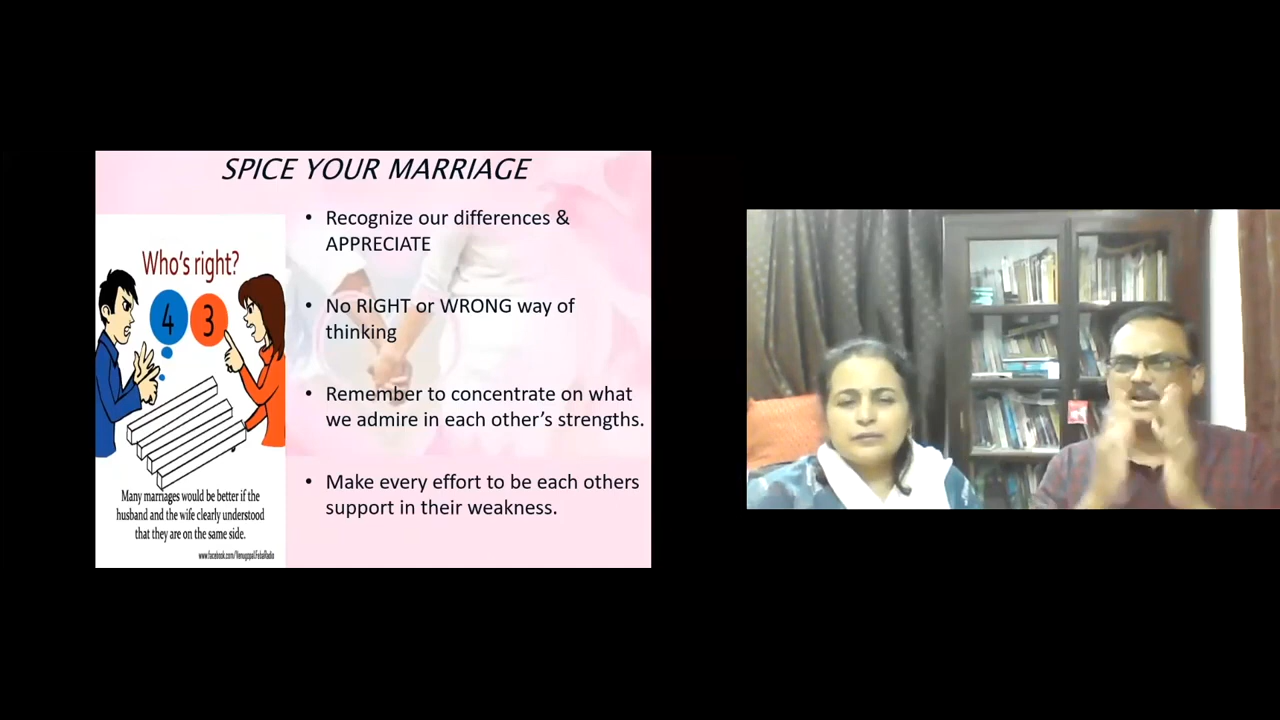 SPICE YOUR MARRIAGE
Who's right?
4 3
Many marriages would be better if the
husband and the wife clearly understood
that they are on the same side.
• Recognize our differences &
APPRECIATE
• No RIGHT or WRONG way of
thinking
• Remember to concentrate on what
we admire in each other's strengths.
• Make every effort to be each others
support in their weakness.